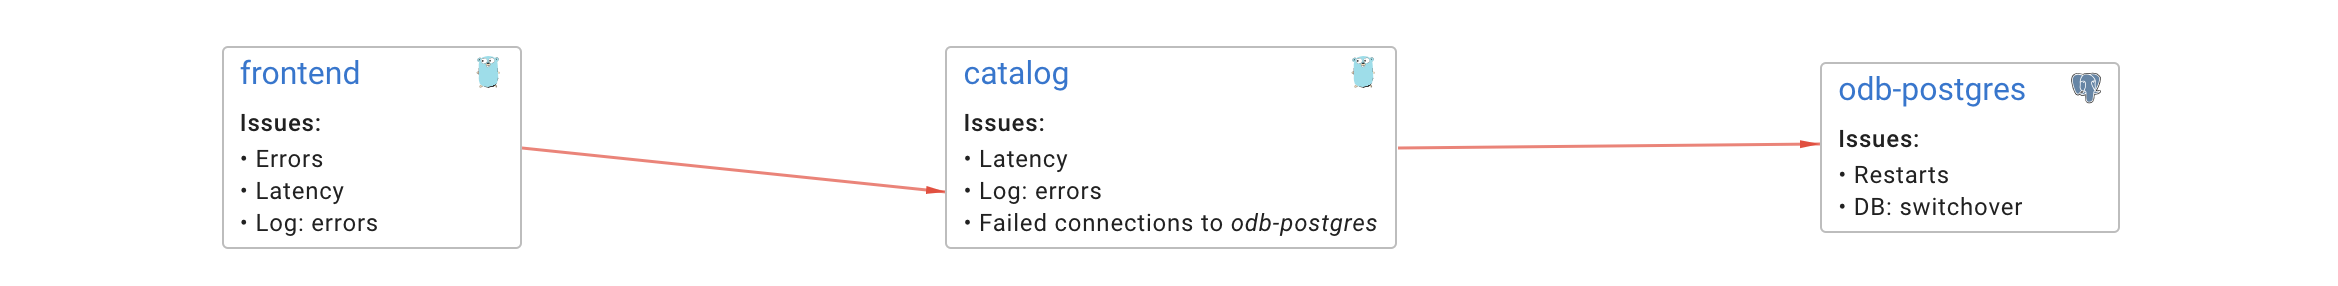 frontend
Issues:
• Errors
• Latency
• Log: errors
catalog
Issues:
• Latency
• Log: errors
• Failed connections to odb-postgres
odb-postgres
Issues:
• Restarts
• DB: switchover